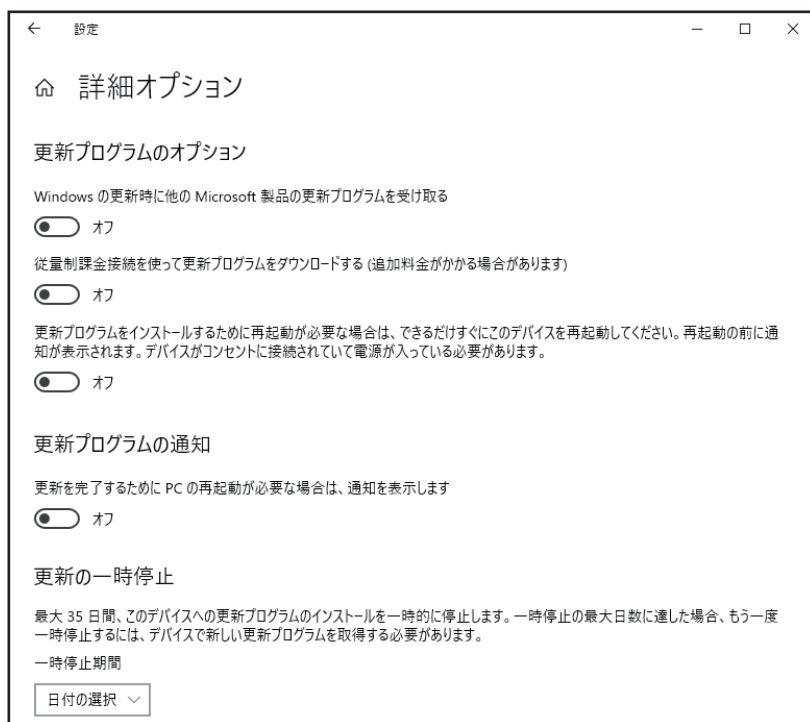 設定
詳細オプション
更新プログラムのオプション
Windows の更新時に他の Microsoft 製品の更新プログラムを受け取る
オフ
従量制課金接続を使って更新プログラムをダウンロードする (追加料金がかかる場合があります)
オフ
更新プログラムをインストールするために再起動が必要な場合は、できるだけすぐにこのデバイスを再起動してください。再起動の前に通
知が表示されます。デバイスがコンセントに接続されていて電源が入っている必要があります。
オフ
更新プログラムの通知
更新を完了するために PC の再起動が必要な場合は、通知を表示します
オフ
更新の一時停止
最大 35 日間、このデバイスへの更新プログラムのインストールを一時的に停止します。一時停止の最大日数に達した場合、もう一度
一時停止するには、デバイスで新しい更新プログラムを取得する必要があります。
一時停止期間
日付の選択